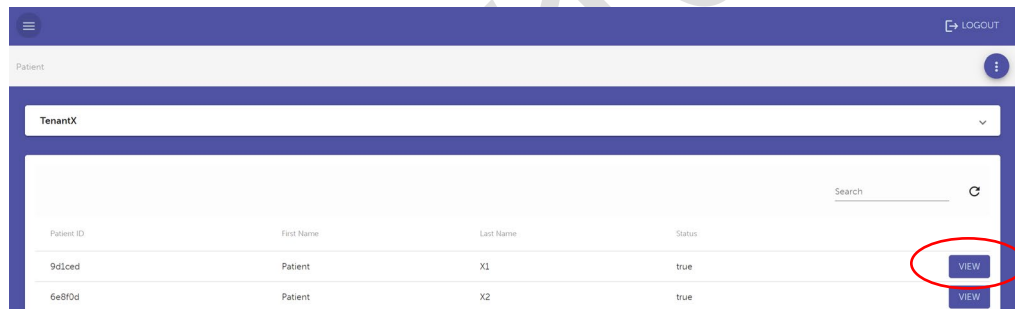 LOGOUT
Patient
TenantX
Search
Patient ID First Name Last Name Status
9d1ced Patient X1 true VIEW
6e8f0d Patient X2 true VIEW